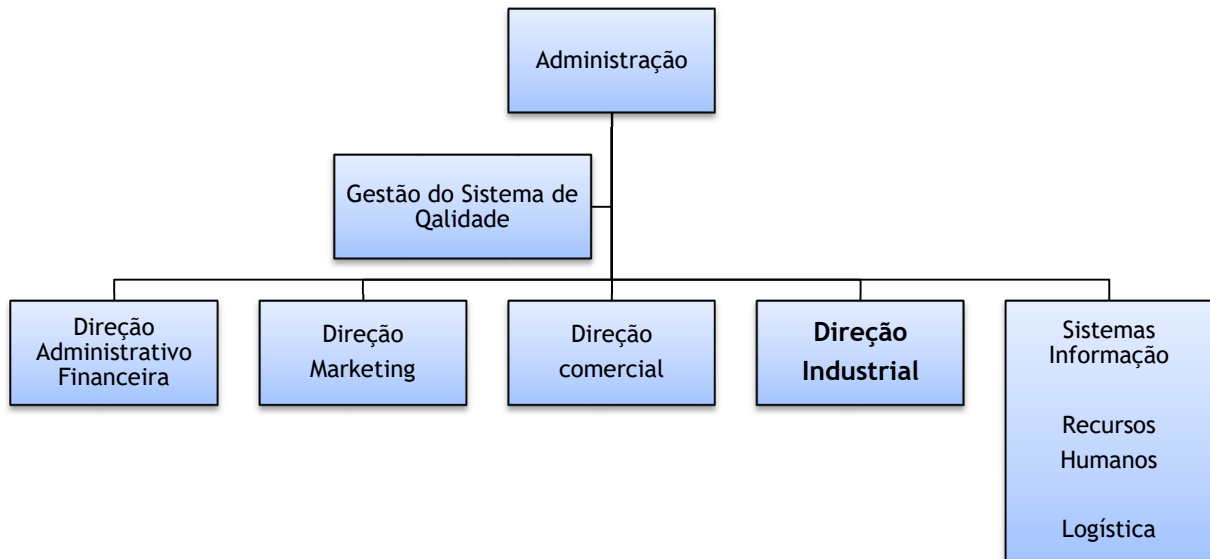 Administração
Gestão do Sistema de
Qalidade
Direção
Administrativo
Financeira
Direção
Marketing
Direção
comercial
Direção
Industrial
Sistemas
Informação
Recursos
Humanos
Logística